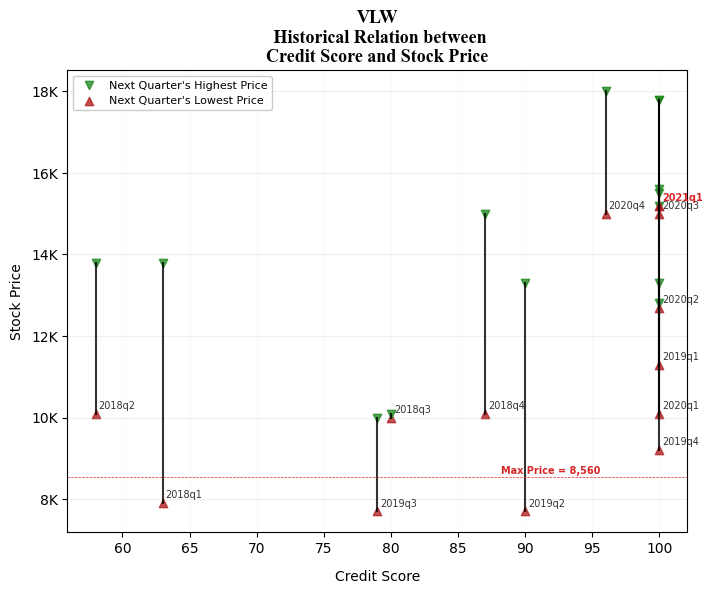 VLW
Historical Relation between
Credit Score and Stock Price
Next Quarter's Highest Price
Next Quarter's Lowest Price
18K
16K
14K
12K
10K
8K
Stock Price
2021q1
2020q4
2020q3
2020q2
2019q1
2018q2
2018q3
2018q4
2020q1
2019q4
Max Price = 8,560
2018q1
2019q3
2019q2
60
65
70
75
80
85
90
95
100
Credit Score